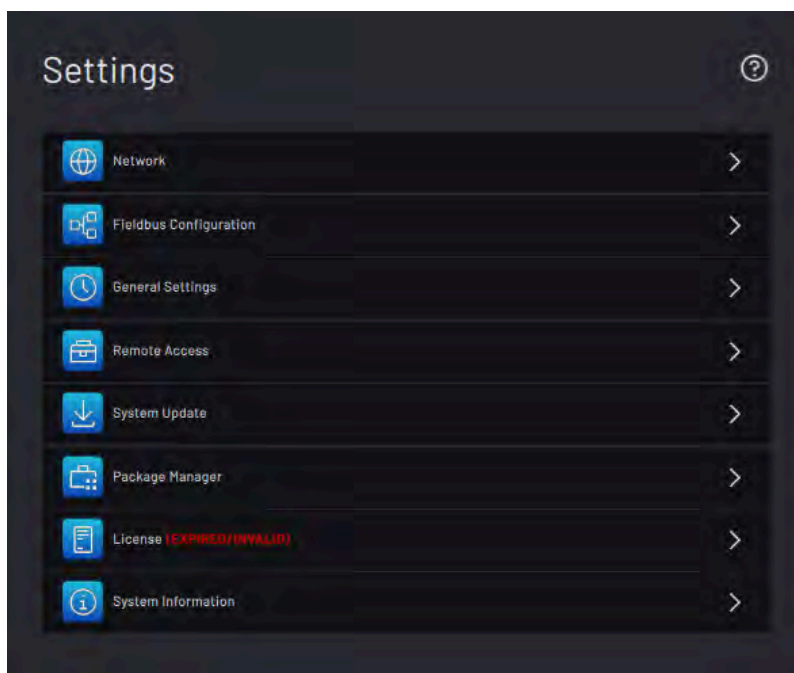 Settings
Network
Fieldbus Configuration
General Settings
Remote Access
System Update
Package Manager
License (EXPIRED/INVALID)
System Information